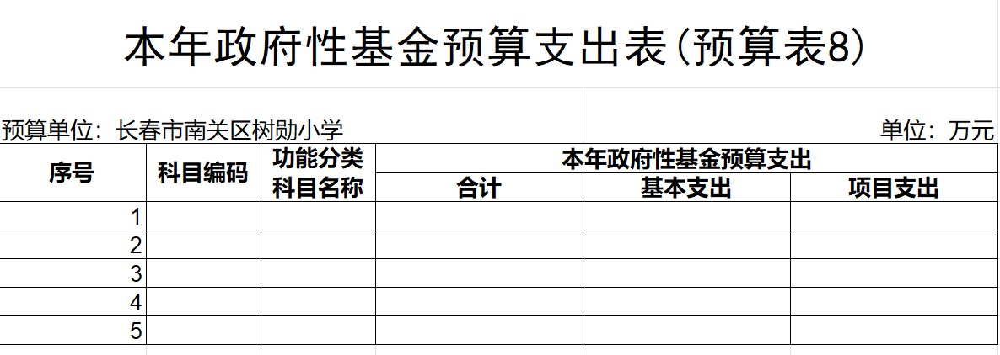 本年政府性基金预算支出表(预算表8)
预算单位：长春市南关区树勋小学 单位：万元
序号 科目编码 功能分类科目名称 本年政府性基金预算支出
合计 基本支出 项目支出
1
2
3
4
5